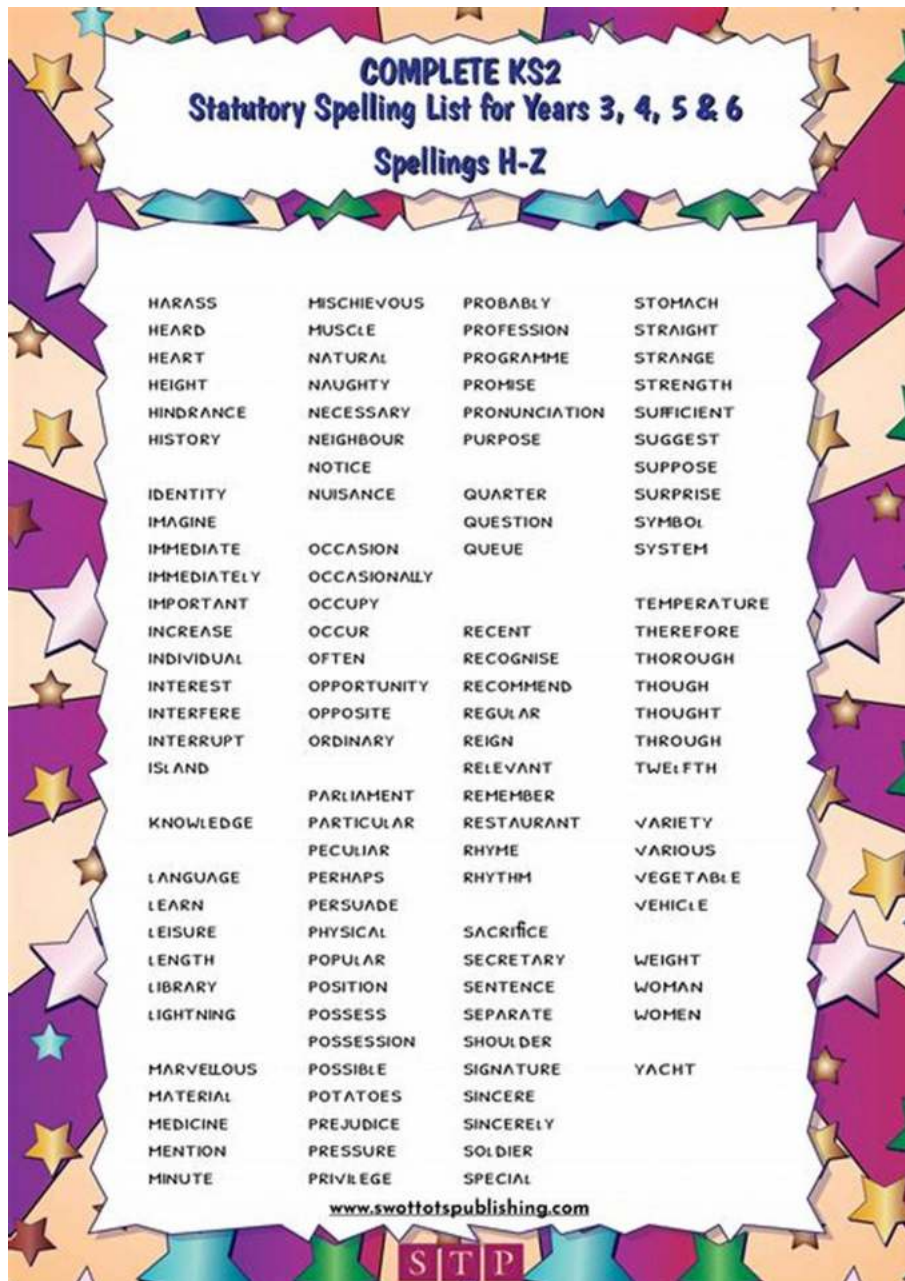 COMPLETE KS2
Statutory Spelling List for Years 3, 4, 5 & 6
Spellings H-Z
HARASS
HEARD
HEART
HEIGHT
HINDRANCE
HISTORY
IDENTITY
IMAGINE
IMMEDIATE
IMMEDIATELY
IMPORTANT
INCREASE
INDIVIDUAL
INTEREST
INTERFERE
INTERRUPT
ISLAND
KNOWLEDGE
LANGUAGE
LEARN
LEISURE
LENGTH
LIBRARY
LIGHTNING
MARVELLOUS
MATERIAL
MEDICINE
MENTION
MINUTE
MISCHIEVOUS
MUSCLE
NATURAL
NAUGHTY
NECESSARY
NEIGHBOUR
NOTICE
NUISANCE
OCCASION
OCCASIONALLY
OCCUPY
OCCUR
OFTEN
OPPORTUNITY
OPPOSITE
ORDINARY
PARLIAMENT
PARTICULAR
PECULIAR
PERHAPS
PERSUADE
PHYSICAL
POPULAR
POSITION
POSSESS
POSSESSION
POSSIBLE
POTATOES
PREJUDICE
PRESSURE
PRIVILEGE
PROBABLY
PROFESSION
PROGRAMME
PROMISE
PRONUNCIATION
PURPOSE
QUARTER
QUESTION
QUEUE
RECENT
RECOGNISE
RECOMMEND
REGULAR
REIGN
RELEVANT
REMEMBER
RESTAURANT
RHYME
RHYTHM
SACRIfiCE
SECRETARY
SENTENCE
SEPARATE
SHOULDER
SIGNATURE
SINCERE
SINCERELY
SOLDIER
SPECIAL
STOMACH
STRAIGHT
STRANGE
STRENGTH
SUFFICIENT
SUGGEST
SUPPOSE
SURPRISE
SYMBOL
SYSTEM
TEMPERATURE
THEREFORE
THOROUGH
THOUGH
THOUGHT
THROUGH
TWELFTH
VARIETY
VARIOUS
VEGETABLE
VEHICLE
WEIGHT
WOMAN
WOMEN
YACHT
www.swottotspublishing.com
STP